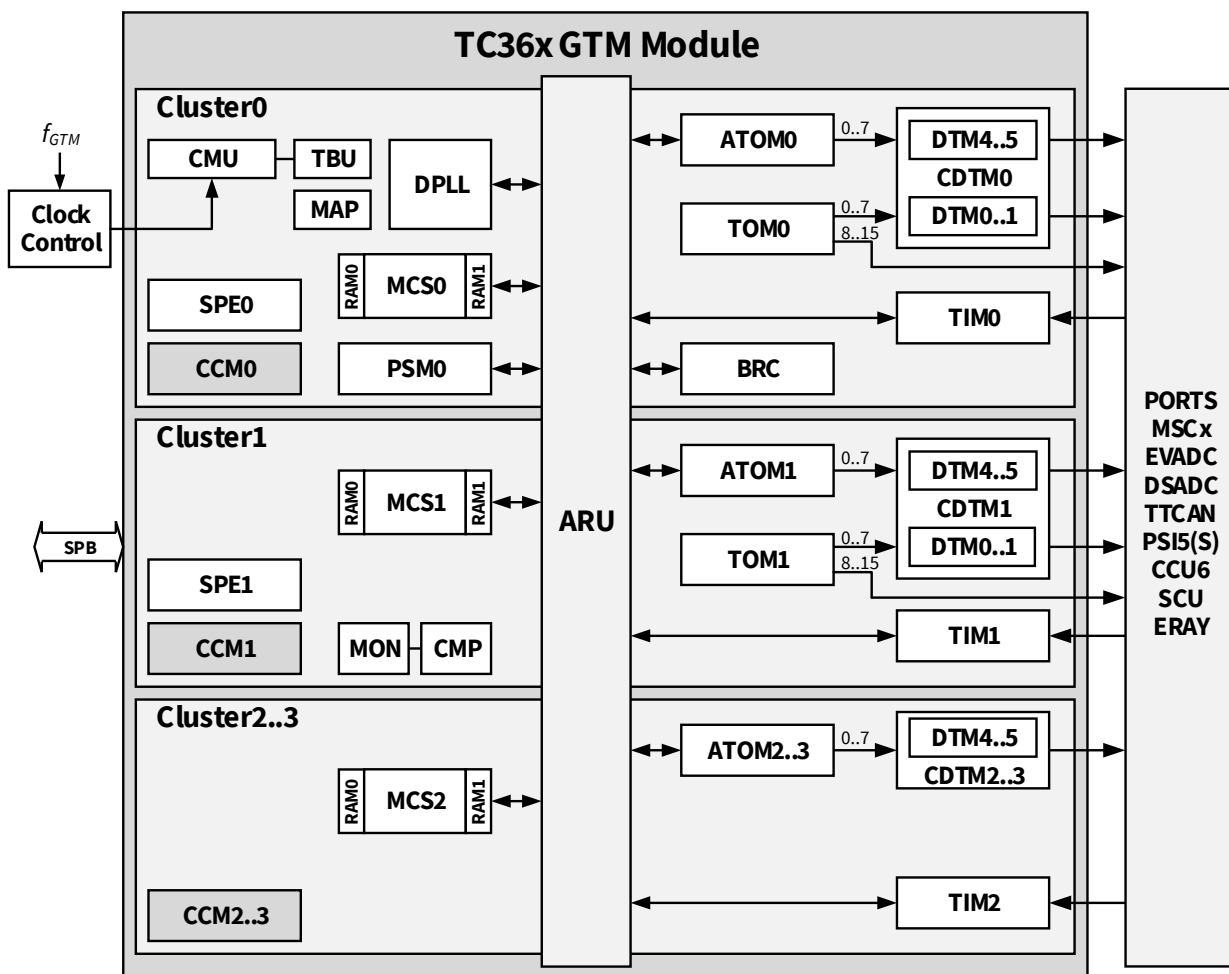 TC36x GTM Module
Cluster0
f GTM
Clock
Control
CMU
TBU
MAP
DPLL
RAM0
MCS0
RAM1
SPE0
CCM0
PSM0
ATOM0
0..7
DTM4..5
CDTM0
DTM0..1
TOM0
0..7
8..15
TIM0
BRC
Cluster1
RAM0
MCS1
RAM1
SPB
SPE1
CCM1
MON
CMP
ARU
ATOM1
0..7
DTM4..5
CDTM1
DTM0..1
TOM1
0..7
8..15
TIM1
Cluster2..3
RAM0
MCS2
RAM1
CCM2..3
ATOM2..3
0..7
DTM4..5
CDTM2..3
TIM2
PORTS
MSCx
EVADC
DSADC
TTCAN
PSI5(S)
CCU6
SCU
ERAY